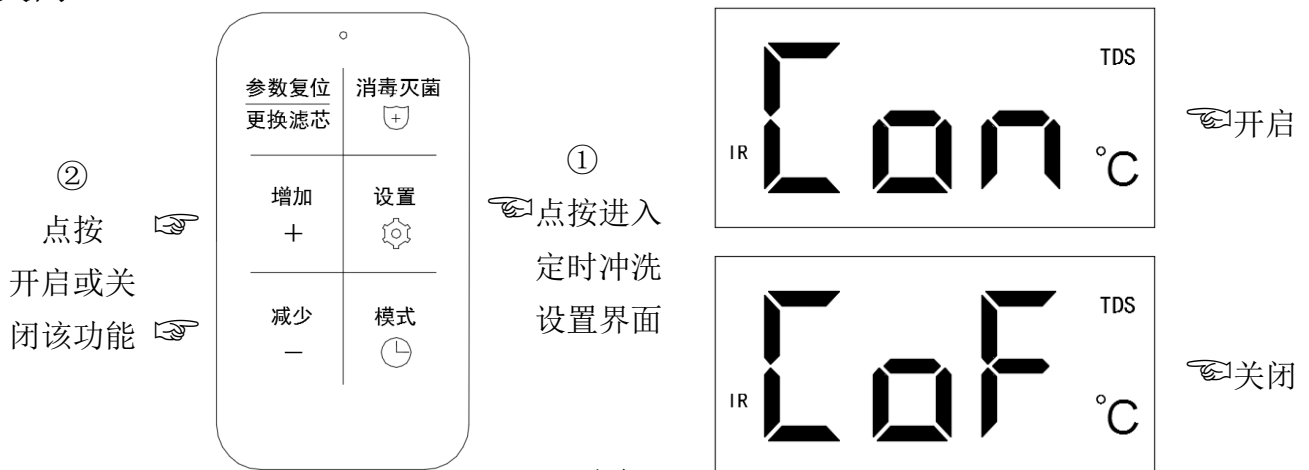 参数复位
更换滤芯
消毒灭菌
增加
+
设置
减少
−
模式
②
点按
开启或关
闭该功能
①
点按进入
定时冲洗
设置界面
TDS
IR
Con
°C
开启
TDS
IR
CoF
°C
关闭